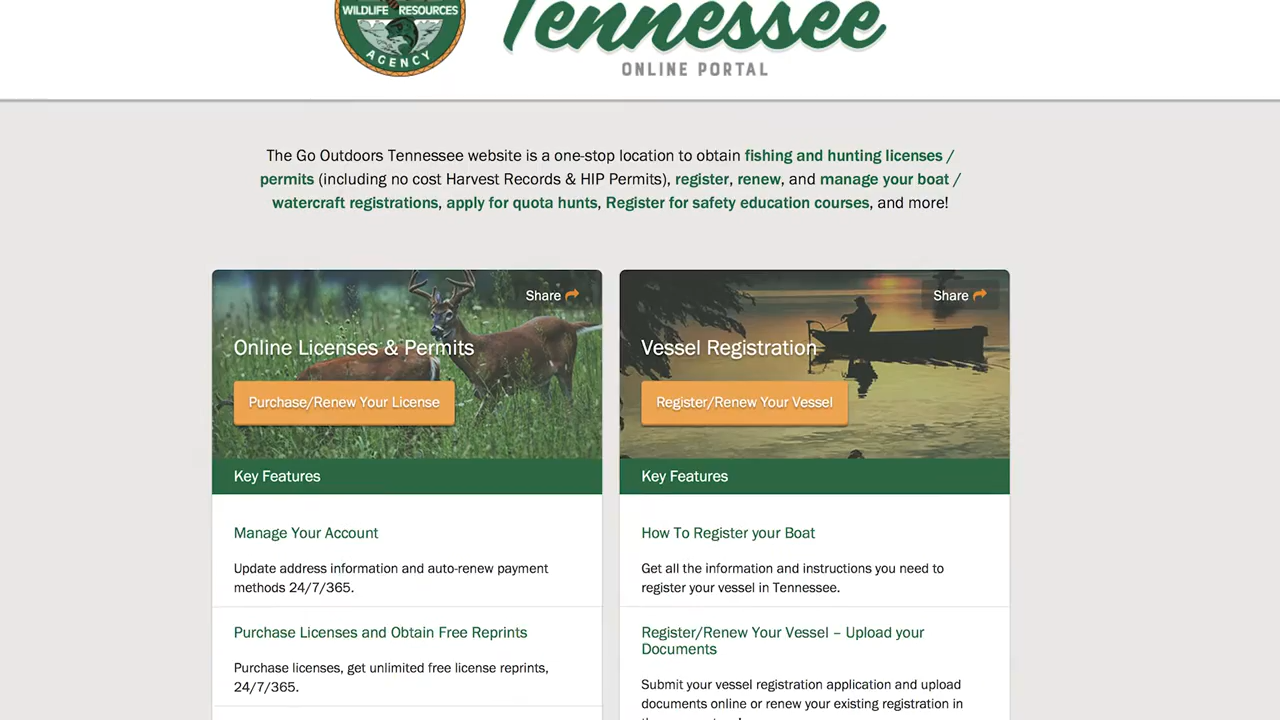 WILDLIFE RESOURCES
AGENCY
Tennessee
ONLINE PORTAL
The Go Outdoors Tennessee website is a one-stop location to obtain fishing and hunting licenses /
permits (including no cost Harvest Records & HIP Permits), register, renew, and manage your boat /
watercraft registrations, apply for quota hunts, Register for safety education courses, and more!
Share
Online Licenses & Permits
Purchase/Renew Your License
Key Features
Manage Your Account
Update address information and auto-renew payment
methods 24/7/365.
Purchase Licenses and Obtain Free Reprints
Purchase licenses, get unlimited free license reprints,
24/7/365.
Share
Vessel Registration
Register/Renew Your Vessel
Key Features
How To Register your Boat
Get all the information and instructions you need to
register your vessel in Tennessee.
Register/Renew Your Vessel – Upload your
Documents
Submit your vessel registration application and upload
documents online or renew your existing registration in